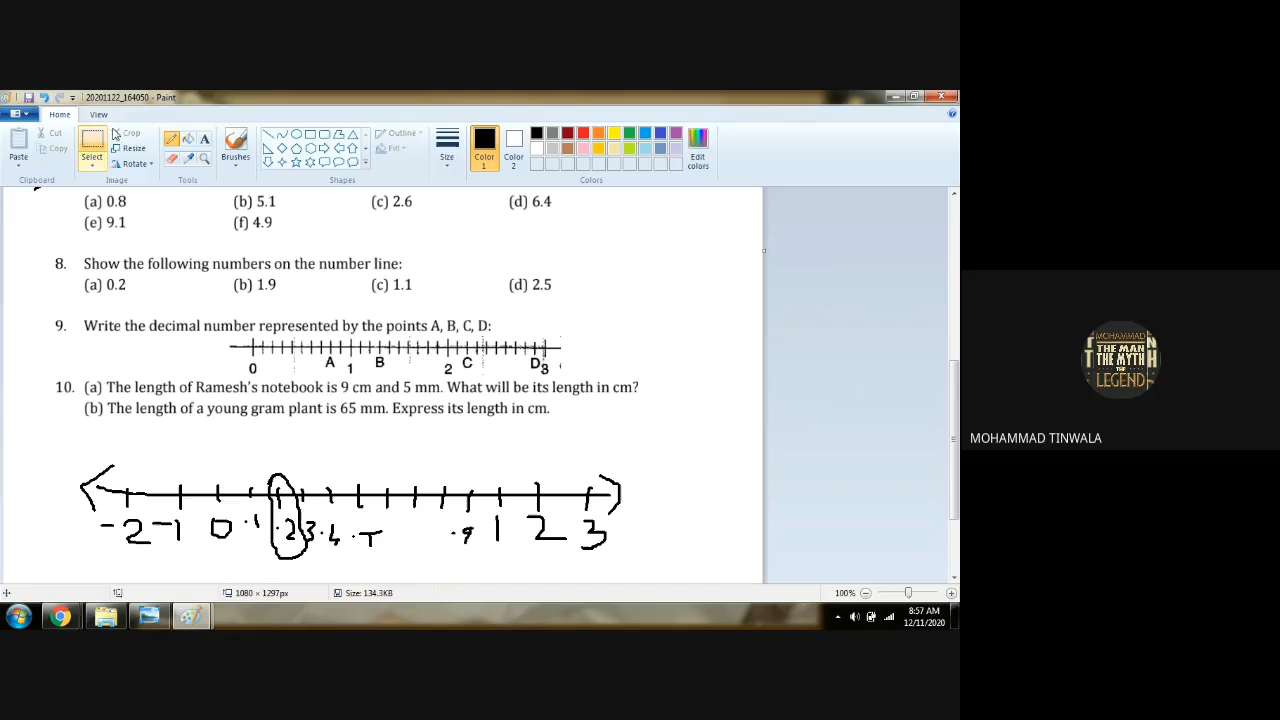 20201122_164050 - Paint
Home View
Paste Cut Copy Clipboard
Select Crop Resize Rotate Image
Tools
Brushes
Outline Fill Shapes
Size
Color 1 Color 2 Edit colors Colors
(a) 0.8 (b) 5.1 (c) 2.6 (d) 6.4
(e) 9.1 (f) 4.9
8. Show the following numbers on the number line:
(a) 0.2 (b) 1.9 (c) 1.1 (d) 2.5
9. Write the decimal number represented by the points A, B, C, D:
0 A 1 B 2 C D 3
10. (a) The length of Ramesh's notebook is 9 cm and 5 mm. What will be its length in cm?
(b) The length of a young gram plant is 65 mm. Express its length in cm.
-2 -1 0 .1 .2 .3 .4 .5 .9 1 2 3
1080 × 1297px Size: 134.3KB 100%
8:57 AM
12/11/2020
MOHAMMAD
THE MAN
THE MYTH
THE
LEGEND
MOHAMMAD TINWALA